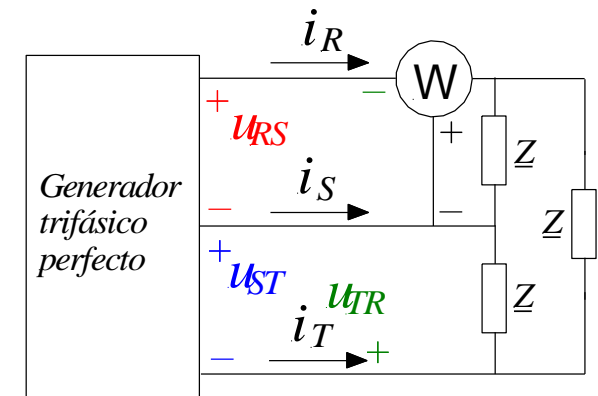 i_R
W
+
−
u_RS
+
Z
−
i_S
−
Z
Generador
trifásico
perfecto
+
u_ST
u_TR
Z
i_T
−
+